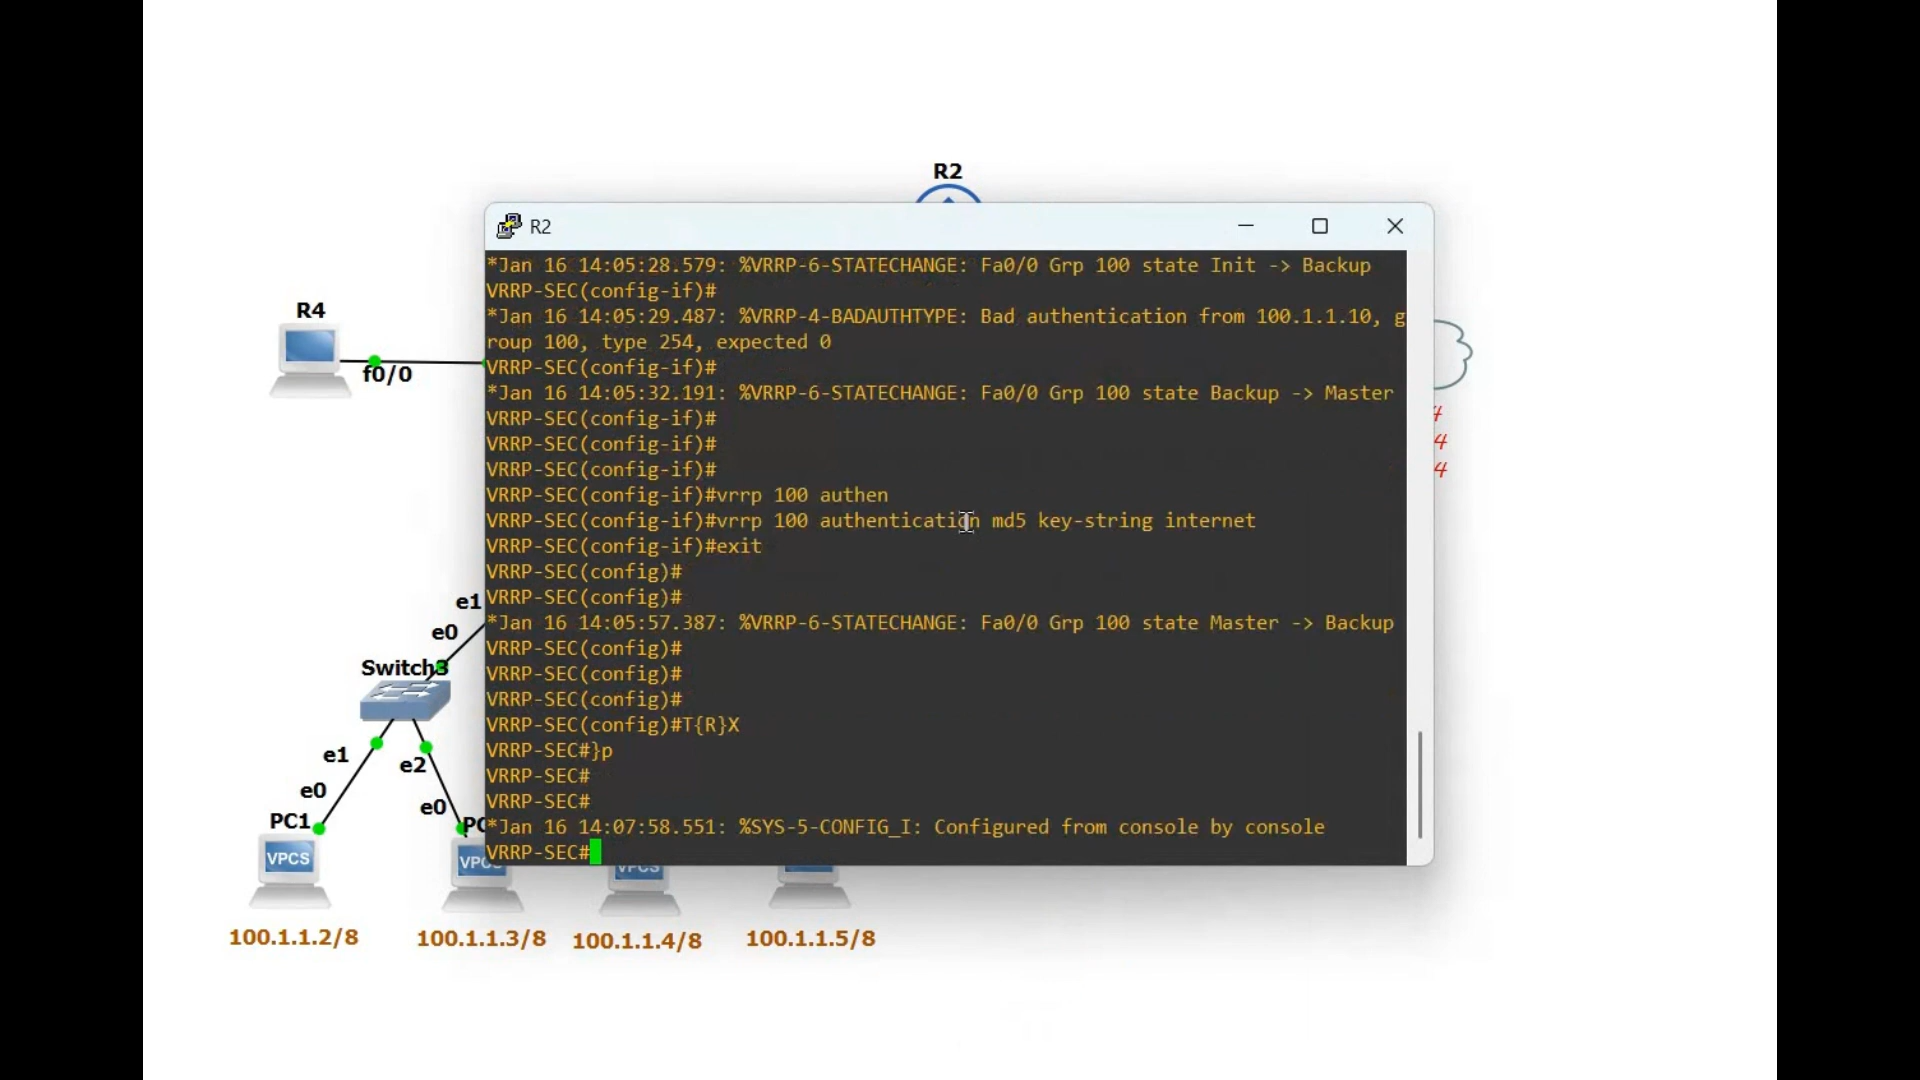 R2
R2
*Jan 16 14:05:28.579: %VRRP-6-STATECHANGE: Fa0/0 Grp 100 state Init -> Backup
VRRP-SEC(config-if)#
*Jan 16 14:05:29.487: %VRRP-4-BADAUTHTYPE: Bad authentication from 100.1.1.10, g
roup 100, type 254, expected 0
VRRP-SEC(config-if)#
*Jan 16 14:05:32.191: %VRRP-6-STATECHANGE: Fa0/0 Grp 100 state Backup -> Master
VRRP-SEC(config-if)#
VRRP-SEC(config-if)#
VRRP-SEC(config-if)#
VRRP-SEC(config-if)#vrrp 100 authen
VRRP-SEC(config-if)#vrrp 100 authentication md5 key-string internet
VRRP-SEC(config-if)#exit
VRRP-SEC(config)#
VRRP-SEC(config)#
*Jan 16 14:05:57.387: %VRRP-6-STATECHANGE: Fa0/0 Grp 100 state Master -> Backup
VRRP-SEC(config)#
VRRP-SEC(config)#
VRRP-SEC(config)#
VRRP-SEC(config)#T{R}X
VRRP-SEC#}p
VRRP-SEC#
VRRP-SEC#
*Jan 16 14:07:58.551: %SYS-5-CONFIG_I: Configured from console by console
VRRP-SEC#
R4
f0/0
4
4
e1
e0
Switch3
e1
e2
e0
e0
PC1
PC
VPCS
VPCS
VPCS
100.1.1.2/8
100.1.1.3/8
100.1.1.4/8
100.1.1.5/8